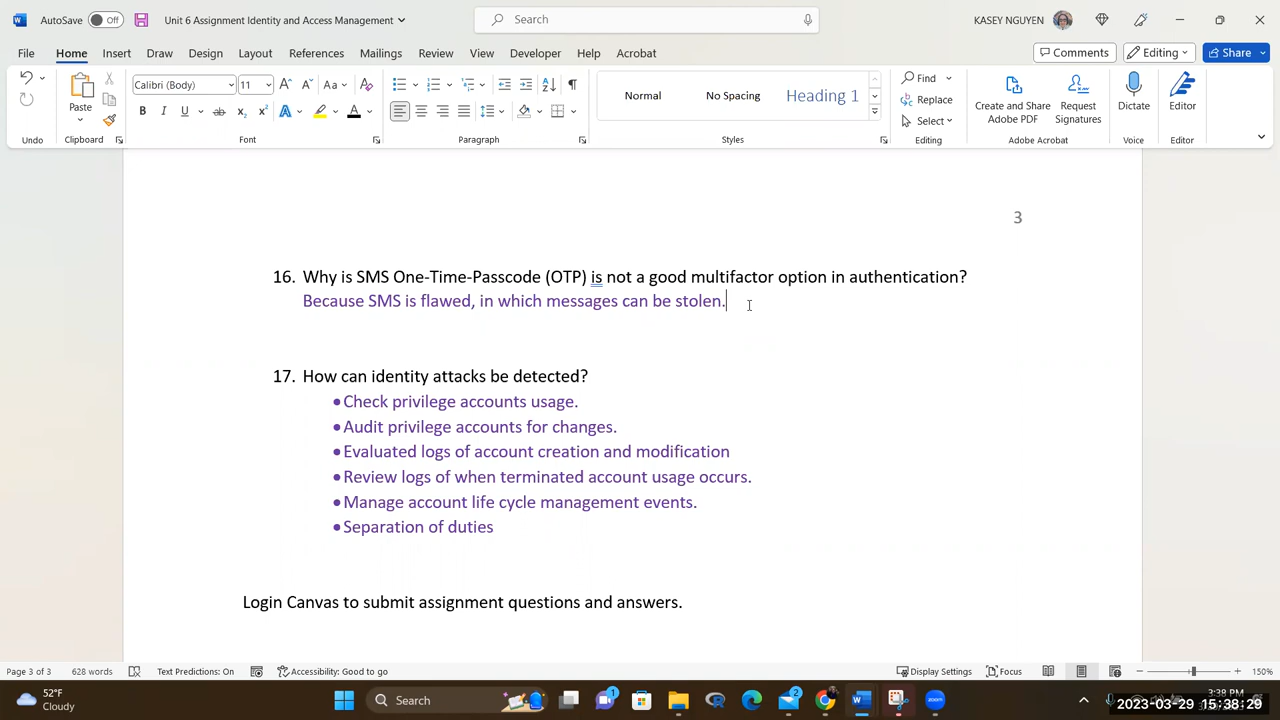 AutoSave Off Unit 6 Assignment Identity and Access Management Search KASEY NGUYEN
File Home Insert Draw Design Layout References Mailings Review View Developer Help Acrobat Comments Editing Share
Calibri (Body) 11 Aa
Paste
Normal No Spacing Heading 1
Find
Replace
Select
Create and Share Adobe PDF
Request Signatures
Dictate
Editor
Undo Clipboard Font Paragraph Styles Editing Adobe Acrobat Voice Editor
3
16. Why is SMS One-Time-Passcode (OTP) is not a good multifactor option in authentication?
Because SMS is flawed, in which messages can be stolen.
17. How can identity attacks be detected?
•Check privilege accounts usage.
•Audit privilege accounts for changes.
•Evaluated logs of account creation and modification
•Review logs of when terminated account usage occurs.
•Manage account life cycle management events.
•Separation of duties
Login Canvas to submit assignment questions and answers.
Page 3 of 3 628 words Text Predictions: On Accessibility: Good to go Display Settings Focus 150%
52°F
Cloudy
Search
3:38 PM
2023-03-29 15:38:29